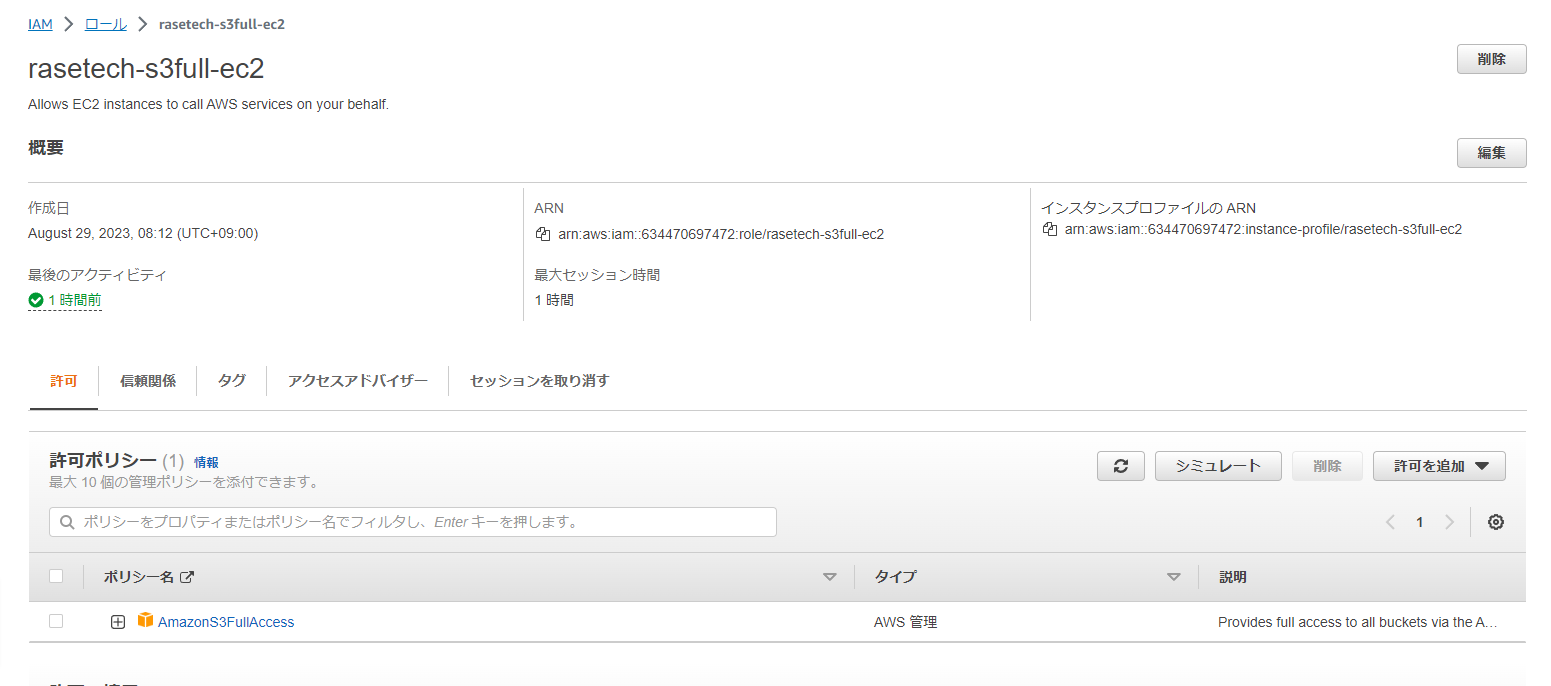 IAM > ロール > rasetech-s3full-ec2
rasetech-s3full-ec2
削除
Allows EC2 instances to call AWS services on your behalf.
概要
編集
作成日
August 29, 2023, 08:12 (UTC+09:00)
最後のアクティビティ
1 時間前
ARN
arn:aws:iam::634470697472:role/rasetech-s3full-ec2
最大セッション時間
1 時間
インスタンスプロファイルの ARN
arn:aws:iam::634470697472:instance-profile/rasetech-s3full-ec2
許可 信頼関係 タグ アクセスアドバイザー セッションを取り消す
許可ポリシー (1) 情報
最大 10 個の管理ポリシーを添付できます。
シミュレート 削除 許可を追加
ポリシーをプロパティまたはポリシー名でフィルタし、Enter キーを押します。
1
ポリシー名 タイプ 説明
AmazonS3FullAccess AWS 管理 Provides full access to all buckets via the A...